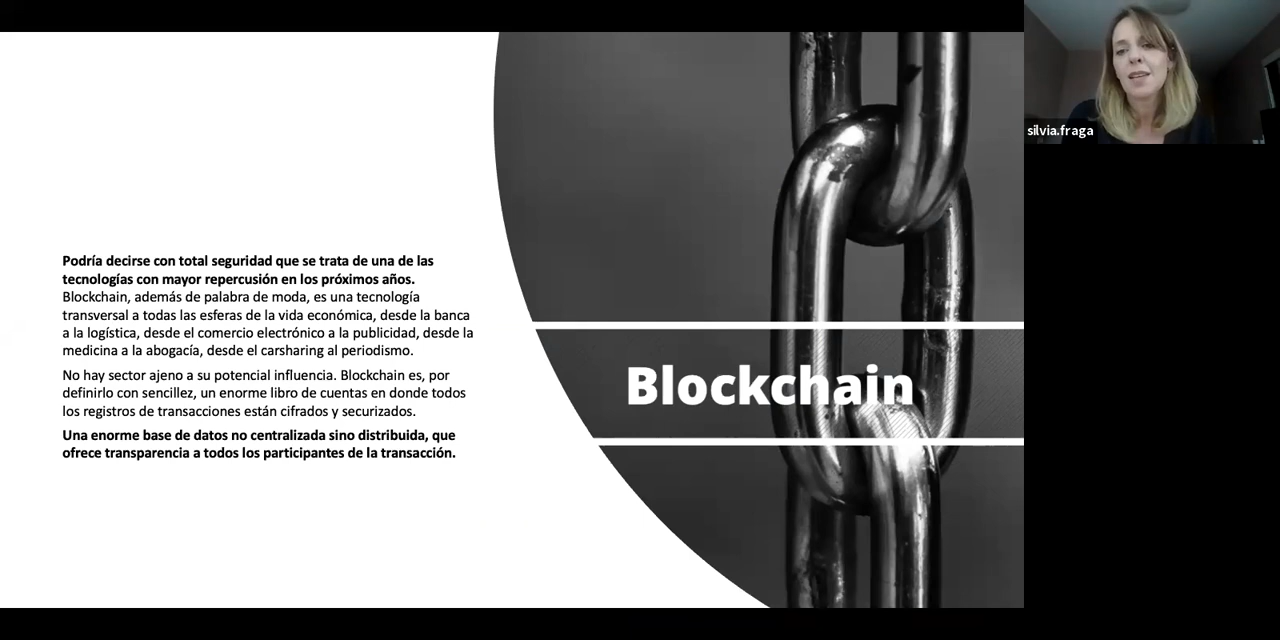 Podría decirse con total seguridad que se trata de una de las
tecnologías con mayor repercusión en los próximos años.
Blockchain, además de palabra de moda, es una tecnología
transversal a todas las esferas de la vida económica, desde la banca
a la logística, desde el comercio electrónico a la publicidad, desde la
medicina a la abogacía, desde el carsharing al periodismo.
No hay sector ajeno a su potencial influencia. Blockchain es, por
definirlo con sencillez, un enorme libro de cuentas en donde todos
los registros de transacciones están cifrados y securizados.
Una enorme base de datos no centralizada sino distribuida, que
ofrece transparencia a todos los participantes de la transacción.
Blockchain
silvia.fraga